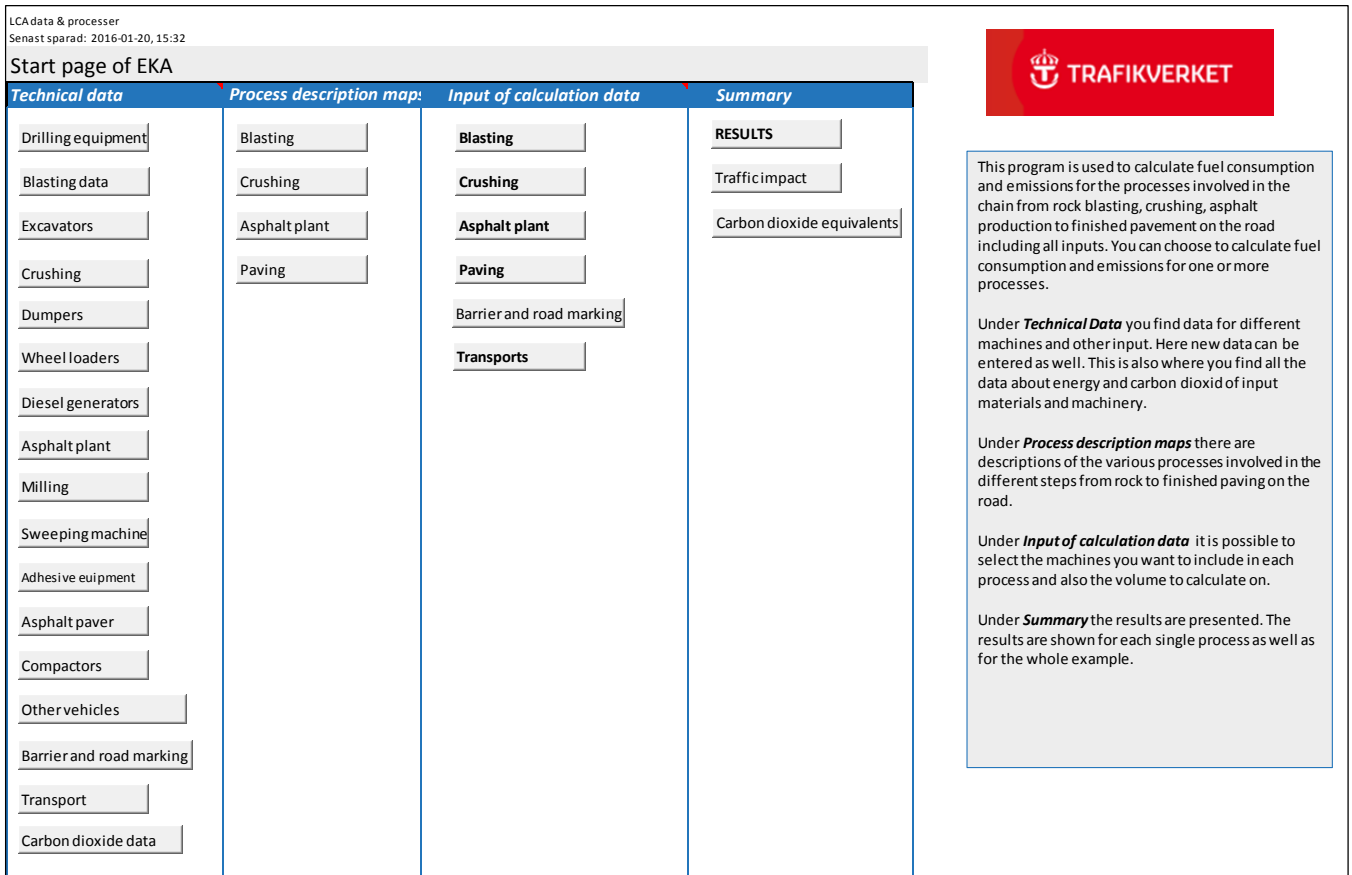 LCA data & processer
Senast sparad: 2016-01-20, 15:32
Start page of EKA
Technical data
Process description maps
Input of calculation data
Summary
Drilling equipment
Blasting data
Excavators
Crushing
Dumpers
Wheel loaders
Diesel generators
Asphalt plant
Milling
Sweeping machine
Adhesive euipment
Asphalt paver
Compactors
Other vehicles
Barrier and road marking
Transport
Carbon dioxide data
Blasting
Crushing
Asphalt plant
Paving
Blasting
Crushing
Asphalt plant
Paving
Barrier and road marking
Transports
RESULTS
Traffic impact
Carbon dioxide equivalents
TRAFIKVERKET
This program is used to calculate fuel consumption
and emissions for the processes involved in the
chain from rock blasting, crushing, asphalt
production to finished pavement on the road
including all inputs. You can choose to calculate fuel
consumption and emissions for one or more
processes.
Under Technical Data you find data for different
machines and other input. Here new data can be
entered as well. This is also where you find all the
data about energy and carbon dioxid of input
materials and machinery.
Under Process description maps there are
descriptions of the various processes involved in the
different steps from rock to finished paving on the
road.
Under Input of calculation data it is possible to
select the machines you want to include in each
process and also the volume to calculate on.
Under Summary the results are presented. The
results are shown for each single process as well as
for the whole example.